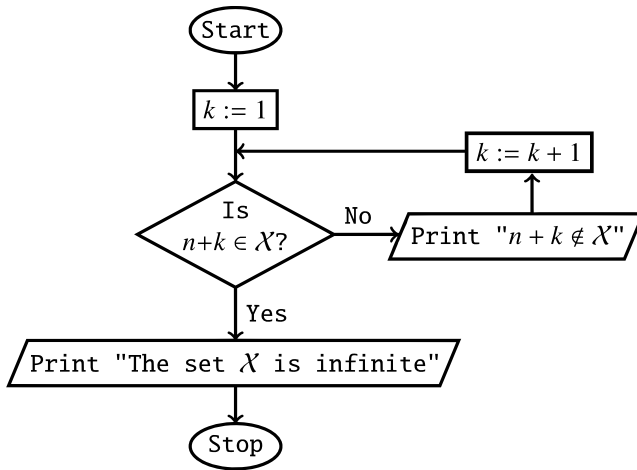 Start
k := 1
k := k + 1
Is
n+k ∈ 𝒳?
No
Print "n + k ∉ 𝒳"
Yes
Print "The set 𝒳 is infinite"
Stop